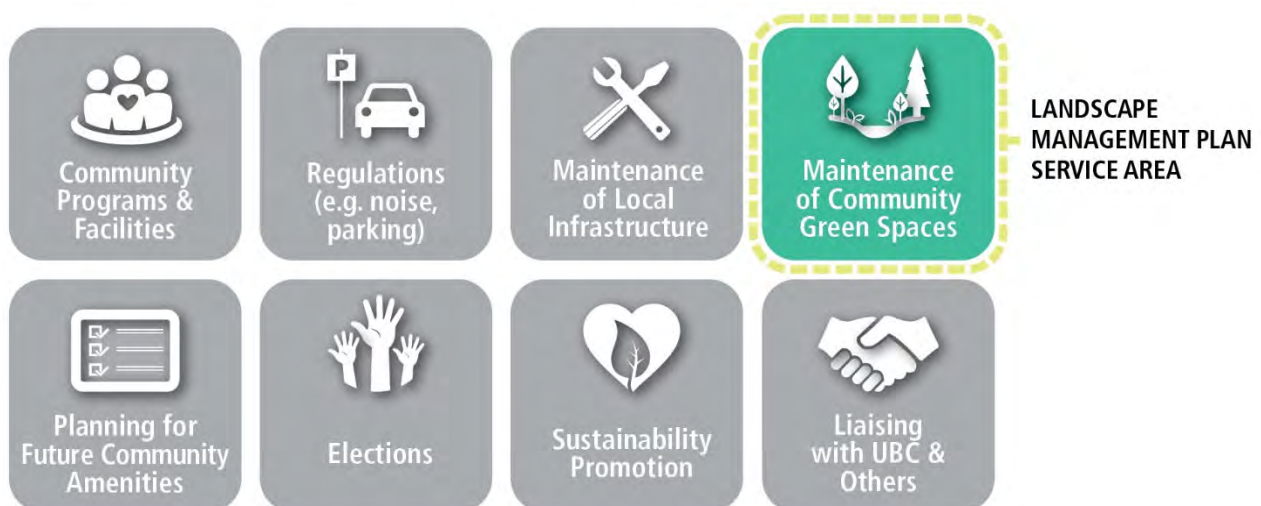 P
Community
Programs &
Facilities
Regulations
(e.g. noise,
parking)
Maintenance
of Local
Infrastructure
Maintenance
of Community
Green Spaces
LANDSCAPE
MANAGEMENT PLAN
SERVICE AREA
Planning for
Future Community
Amenities
Elections
Sustainability
Promotion
Liaising
with UBC &
Others